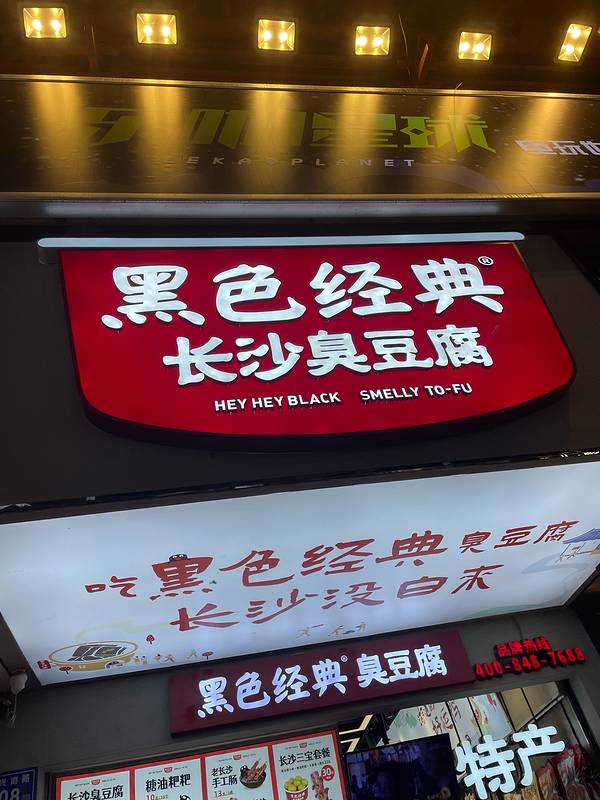 EKA PLANET
黑色经典®
长沙臭豆腐
HEY HEY BLACK SMELLY TO-FU
吃黑色经典臭豆腐
长沙没白来
黑色经典®臭豆腐
品牌热线
400-848-7688
特产
长沙臭豆腐
糖油粑粑
老长沙
手工肠
长沙三宝套餐